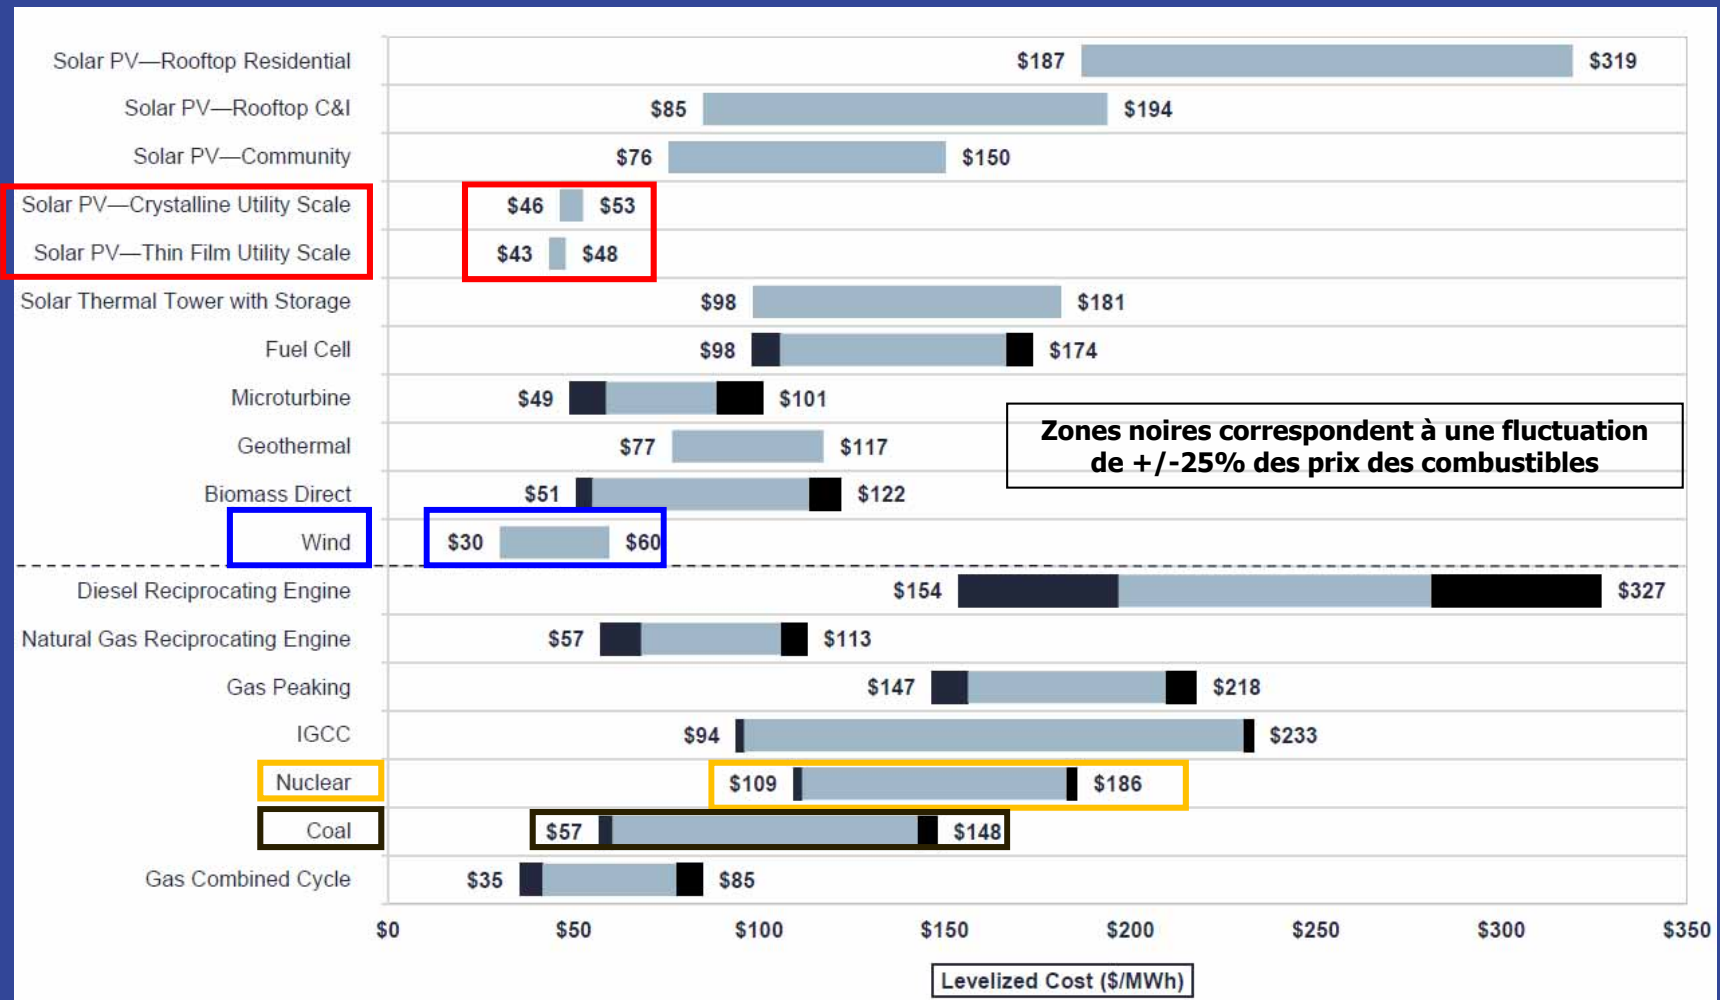 Solar PV—Rooftop Residential $187 $319
Solar PV—Rooftop C&I $85 $194
Solar PV—Community $76 $150
Solar PV—Crystalline Utility Scale $46 $53
Solar PV—Thin Film Utility Scale $43 $48
Solar Thermal Tower with Storage $98 $181
Fuel Cell $98 $174
Microturbine $49 $101
Zones noires correspondent à une fluctuation
de +/-25% des prix des combustibles
Geothermal $77 $117
Biomass Direct $51 $122
Wind $30 $60
Diesel Reciprocating Engine $154 $327
Natural Gas Reciprocating Engine $57 $113
Gas Peaking $147 $218
IGCC $94 $233
Nuclear $109 $186
Coal $57 $148
Gas Combined Cycle $35 $85
$0 $50 $100 $150 $200 $250 $300 $350
Levelized Cost ($/MWh)